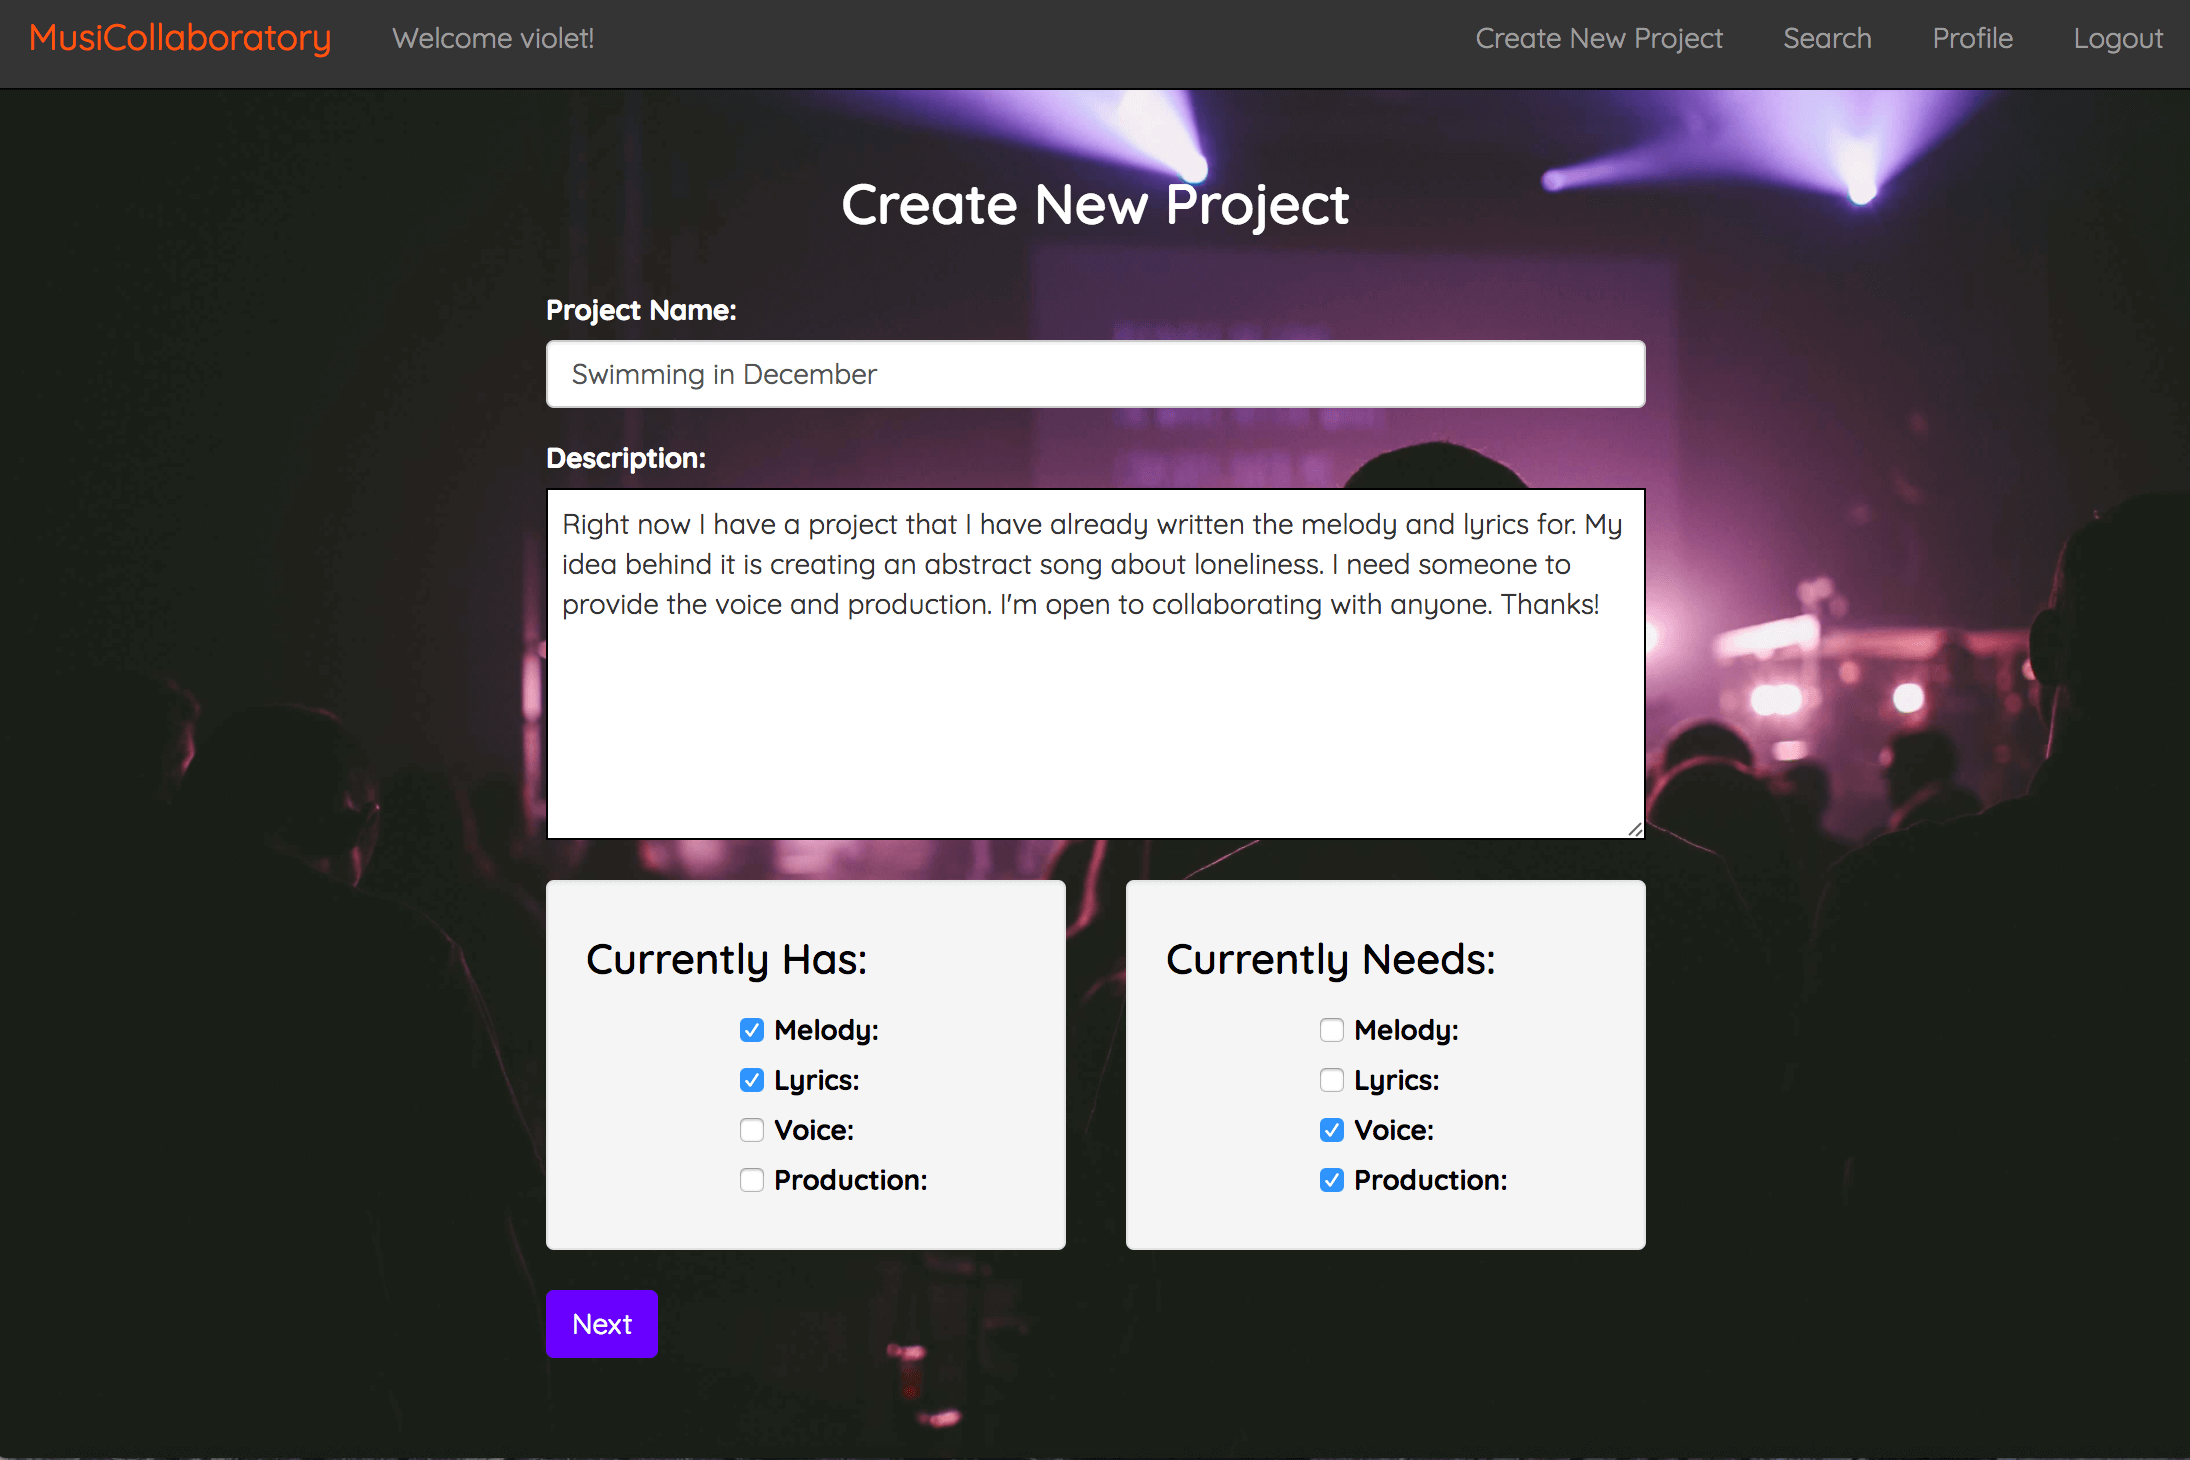 MusiCollaboratory Welcome violet! Create New Project Search Profile Logout
Create New Project
Project Name:
Swimming in December
Description:
Right now I have a project that I have already written the melody and lyrics for. My
idea behind it is creating an abstract song about loneliness. I need someone to
provide the voice and production. I'm open to collaborating with anyone. Thanks!
Currently Has:
Melody:
Lyrics:
Voice:
Production:
Currently Needs:
Melody:
Lyrics:
Voice:
Production:
Next